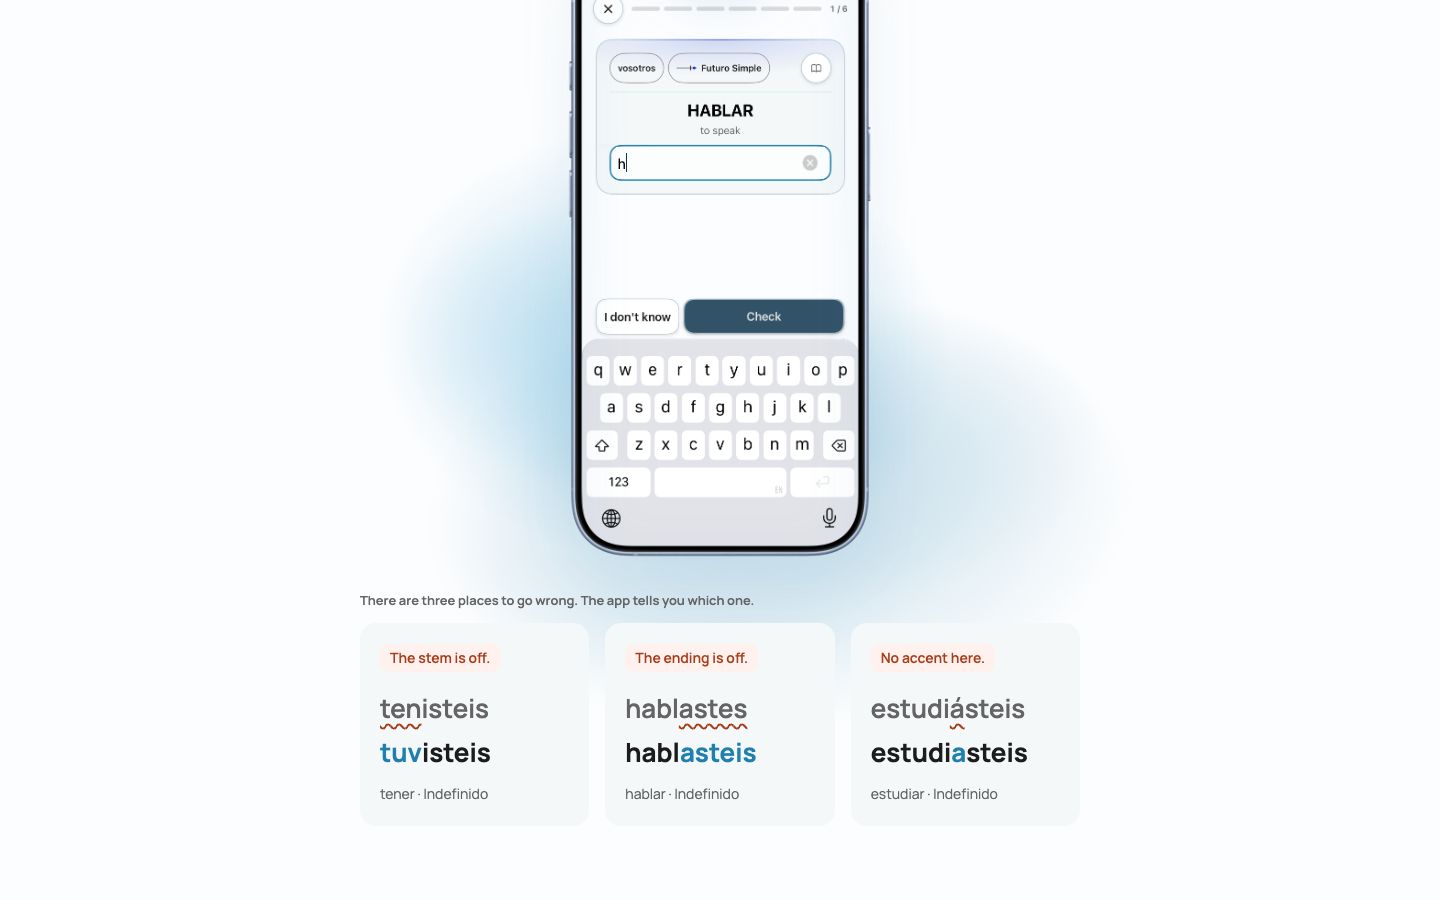 1 / 6
vosotros
Futuro Simple
HABLAR
to speak
h
I don't know
Check
q w e r t y u i o p
a s d f g h j k l
z x c v b n m
123
EN
There are three places to go wrong. The app tells you which one.
The stem is off.
tenisteis
tuvisteis
tener · Indefinido
The ending is off.
hablastes
hablasteis
hablar · Indefinido
No accent here.
estudiásteis
estudiasteis
estudiar · Indefinido